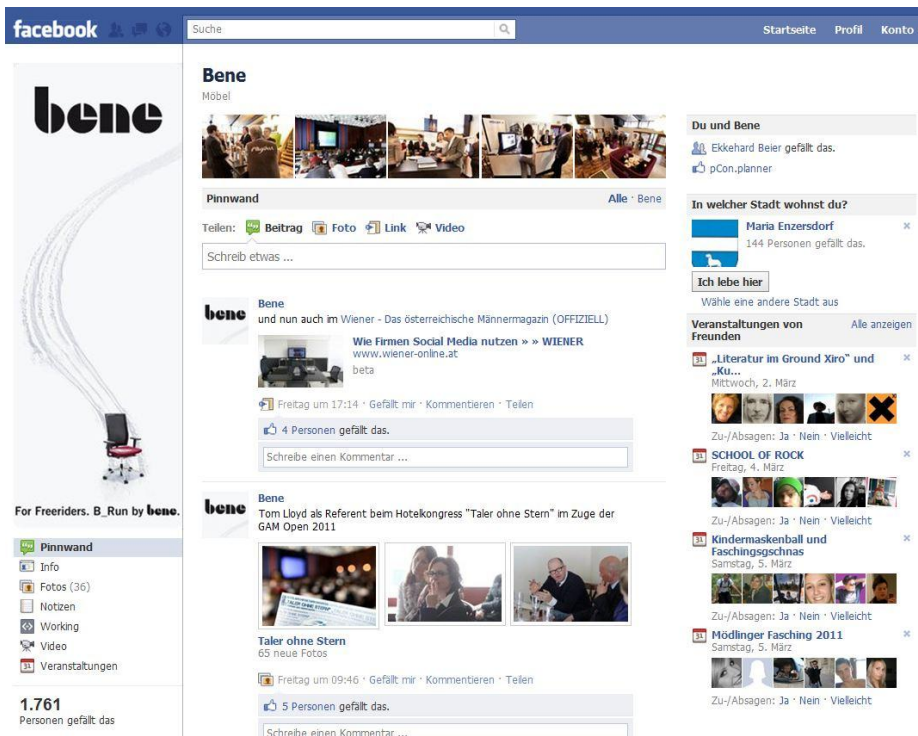 facebook
Suche
Startseite Profil Konto
bene
For Freeriders. B_Run by bene.
Pinnwand
Info
Fotos (36)
Notizen
Working
Video
Veranstaltungen
1.761
Personen gefällt das
Bene
Möbel
Pinnwand Alle · Bene
Teilen: Beitrag Foto Link Video
Schreib etwas ...
bene
Bene
und nun auch im Wiener - Das österreichische Männermagazin (OFFIZIELL)
Wie Firmen Social Media nutzen » » WIENER
www.wiener-online.at
beta
Freitag um 17:14 · Gefällt mir · Kommentieren · Teilen
4 Personen gefällt das.
Schreibe einen Kommentar ...
bene
Bene
Tom Lloyd als Referent beim Hotelkongress "Taler ohne Stern" im Zuge der
GAM Open 2011
TALER OHNE STERN
Taler ohne Stern
65 neue Fotos
Freitag um 09:46 · Gefällt mir · Kommentieren · Teilen
5 Personen gefällt das.
Schreibe einen Kommentar ...
Du und Bene
Ekkehard Beier gefällt das.
pCon.planner
In welcher Stadt wohnst du?
Maria Enzersdorf
144 Personen gefällt das.
Ich lebe hier
Wähle eine andere Stadt aus
Veranstaltungen von Alle anzeigen
Freunden
31 „Literatur im Ground Xiro“ und
„Ku...
Mittwoch, 2. März
Zu-/Absagen: Ja · Nein · Vielleicht
31 SCHOOL OF ROCK
Freitag, 4. März
Zu-/Absagen: Ja · Nein · Vielleicht
31 Kindermaskenball und
Faschingsgschnas
Samstag, 5. März
Zu-/Absagen: Ja · Nein · Vielleicht
31 Mödlinger Fasching 2011
Samstag, 5. März
Zu-/Absagen: Ja · Nein · Vielleicht